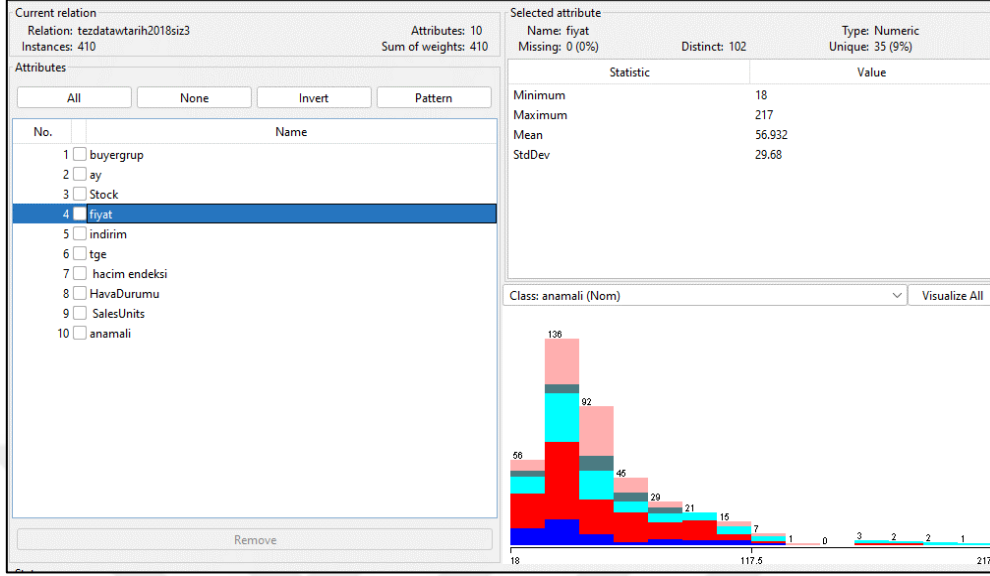 Current relation
Relation: tezdatawtarih2018siz3 Attributes: 10
Instances: 410 Sum of weights: 410
Attributes
All None Invert Pattern
No. Name
1 buyergrup
2 ay
3 Stock
4 fiyat
5 indirim
6 tge
7 hacim endeksi
8 HavaDurumu
9 SalesUnits
10 anamali
Remove
Selected attribute
Name: fiyat Type: Numeric
Missing: 0 (0%) Distinct: 102 Unique: 35 (9%)
Statistic Value
Minimum 18
Maximum 217
Mean 56.932
StdDev 29.68
Class: anamali (Nom) Visualize All
56 136 92 45 29 21 15 7 1 0 3 2 2 1
18 117.5 217